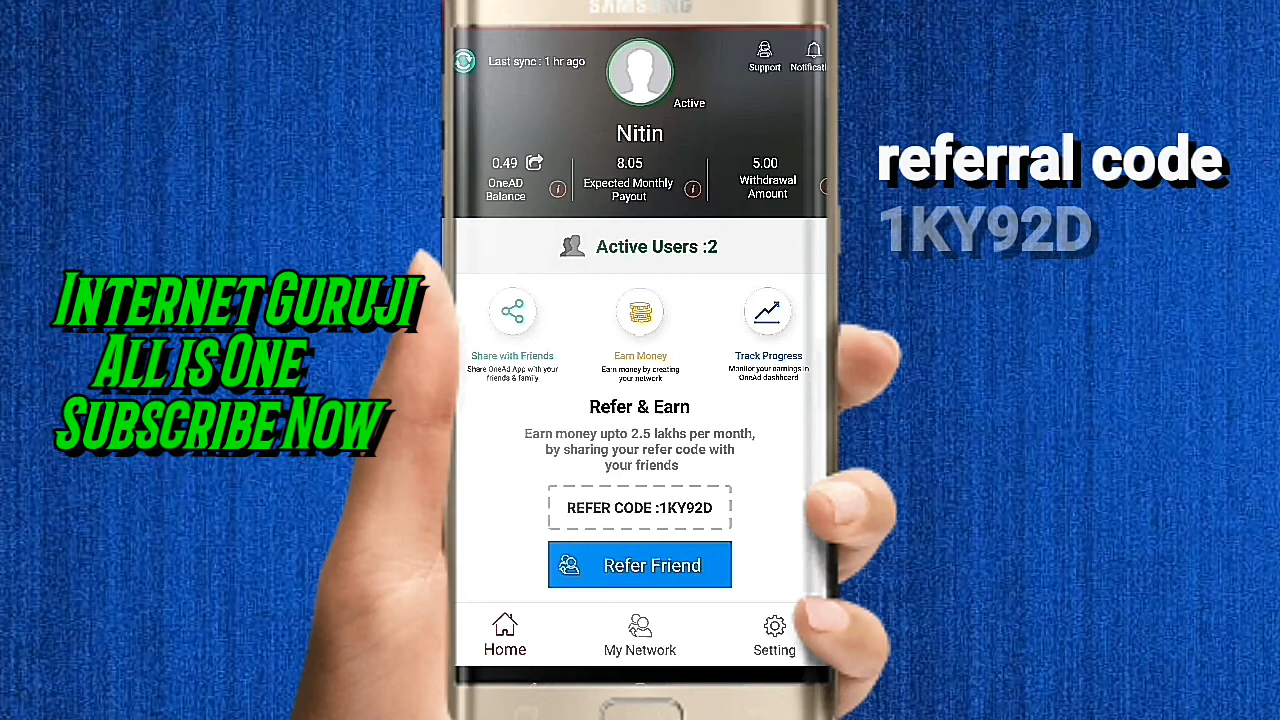 SAMSUNG
Last sync : 1 hr ago
Support
Active
Nitin
0.49
8.05
5.00
OneAD
Balance
Expected Monthly
Payout
Withdrawal
Amount
Active Users :2
Share with Friends
Earn Money
Track Progress
Share OneAd App with your
friends & family
Earn money by creating
your network
Monitor your earnings in
OneAd dashboard
Refer & Earn
Earn money upto 2.5 lakhs per month,
by sharing your refer code with
your friends
REFER CODE :1KY92D
Refer Friend
Home
My Network
Setting
Internet Guruji
All is One
Subscribe Now
referral code
1KY92D